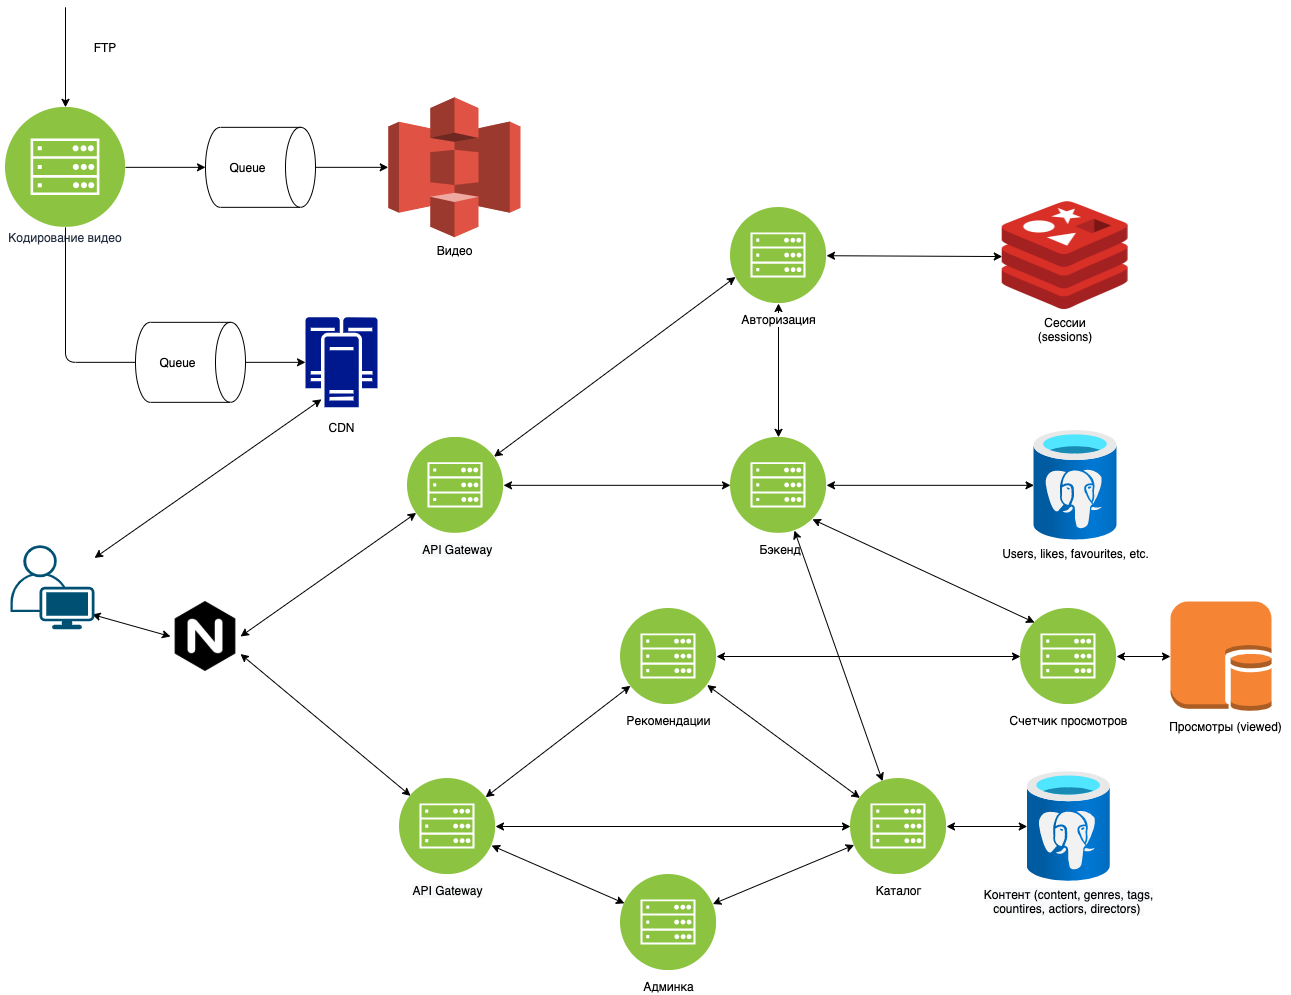 FTP
Queue
Кодирование видео
Видео
Авторизация
Сессии
(sessions)
Queue
CDN
API Gateway
Бэкенд
Users, likes, favourites, etc.
N
Рекомендации
Счетчик просмотров
Просмотры (viewed)
API Gateway
Каталог
Контент (content, genres, tags,
countires, actiors, directors)
Админка